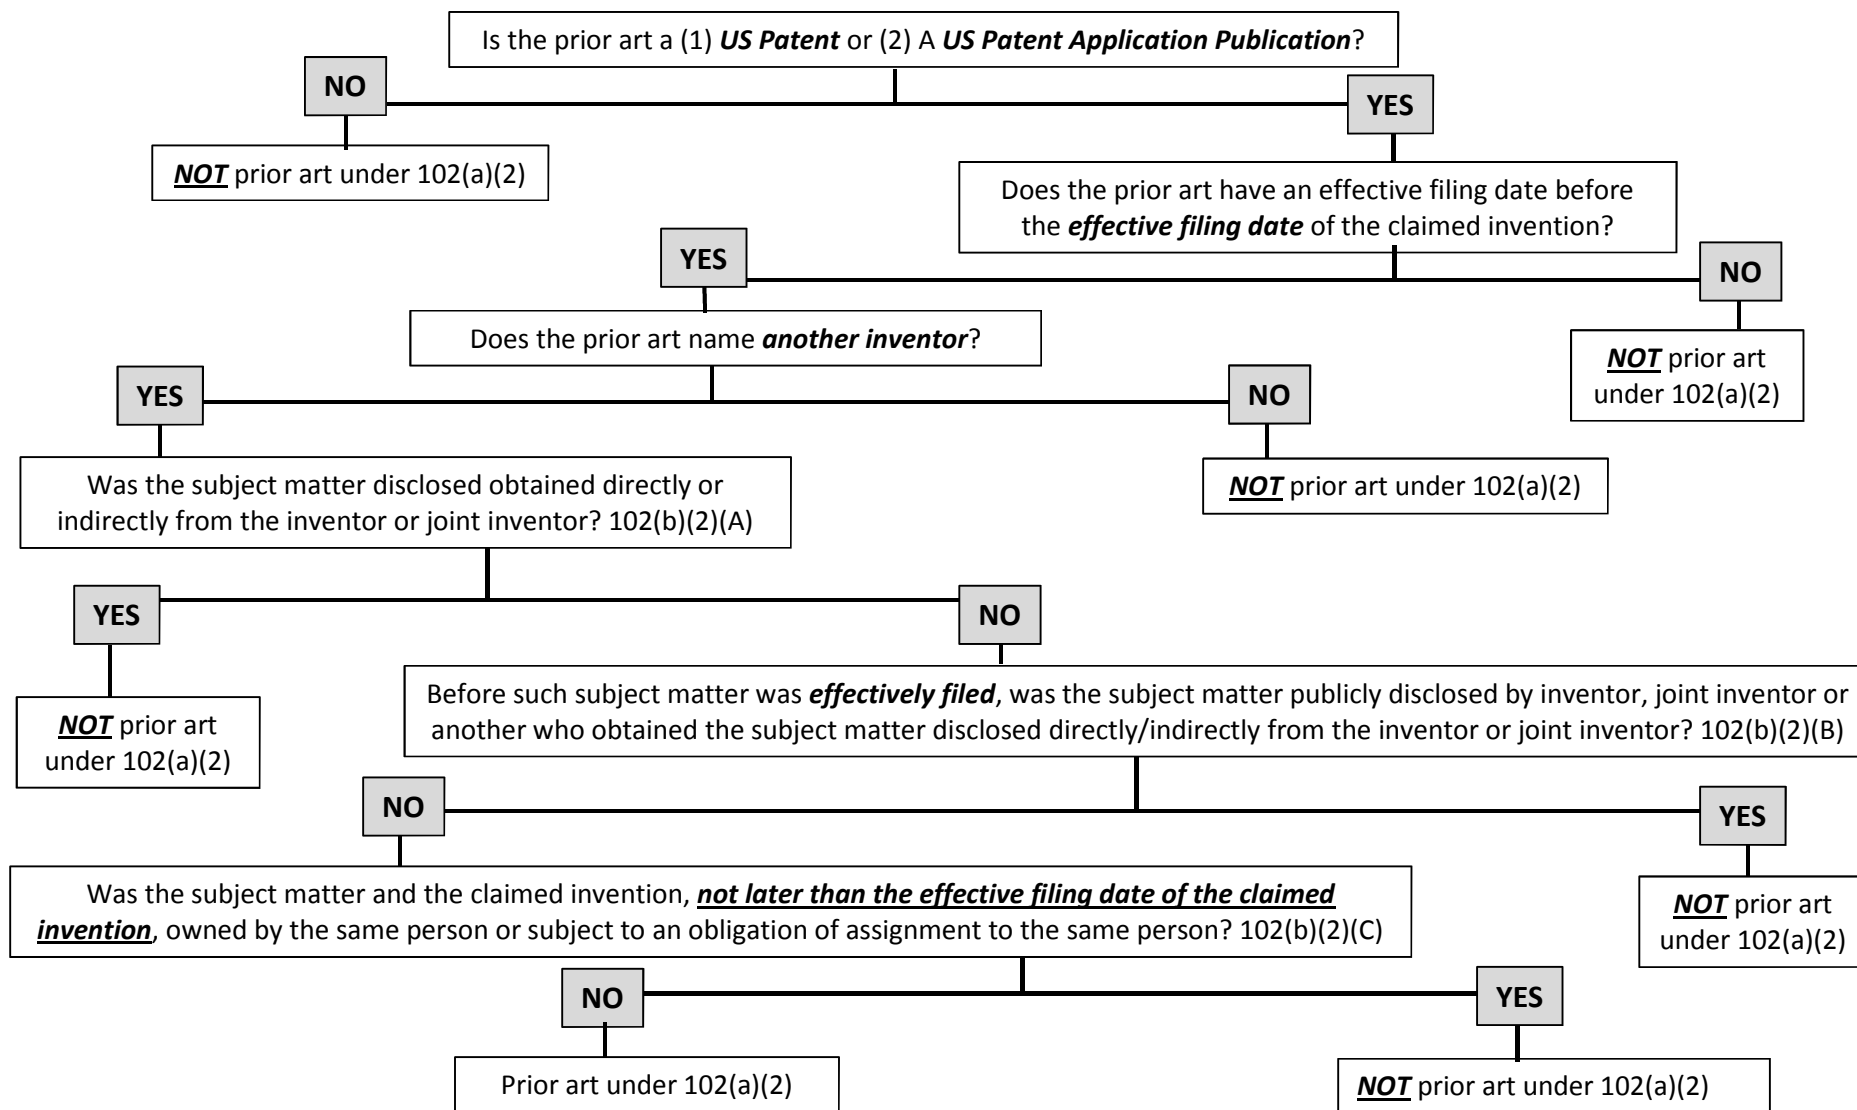 Is the prior art a (1) US Patent or (2) A US Patent Application Publication?
NO
YES
NOT prior art under 102(a)(2)
Does the prior art have an effective filing date before
the effective filing date of the claimed invention?
YES
NO
Does the prior art name another inventor?
NOT prior art
under 102(a)(2)
YES
NO
Was the subject matter disclosed obtained directly or
indirectly from the inventor or joint inventor? 102(b)(2)(A)
NOT prior art under 102(a)(2)
YES
NO
NOT prior art
under 102(a)(2)
Before such subject matter was effectively filed, was the subject matter publicly disclosed by inventor, joint inventor or
another who obtained the subject matter disclosed directly/indirectly from the inventor or joint inventor? 102(b)(2)(B)
NO
YES
Was the subject matter and the claimed invention, not later than the effective filing date of the claimed
invention, owned by the same person or subject to an obligation of assignment to the same person? 102(b)(2)(C)
NOT prior art
under 102(a)(2)
NO
YES
Prior art under 102(a)(2)
NOT prior art under 102(a)(2)